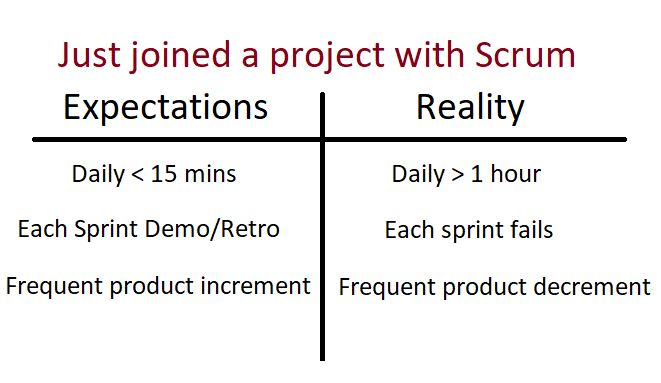 Just joined a project with Scrum
Expectations
Reality
Daily < 15 mins
Daily > 1 hour
Each Sprint Demo/Retro
Each sprint fails
Frequent product increment
Frequent product decrement